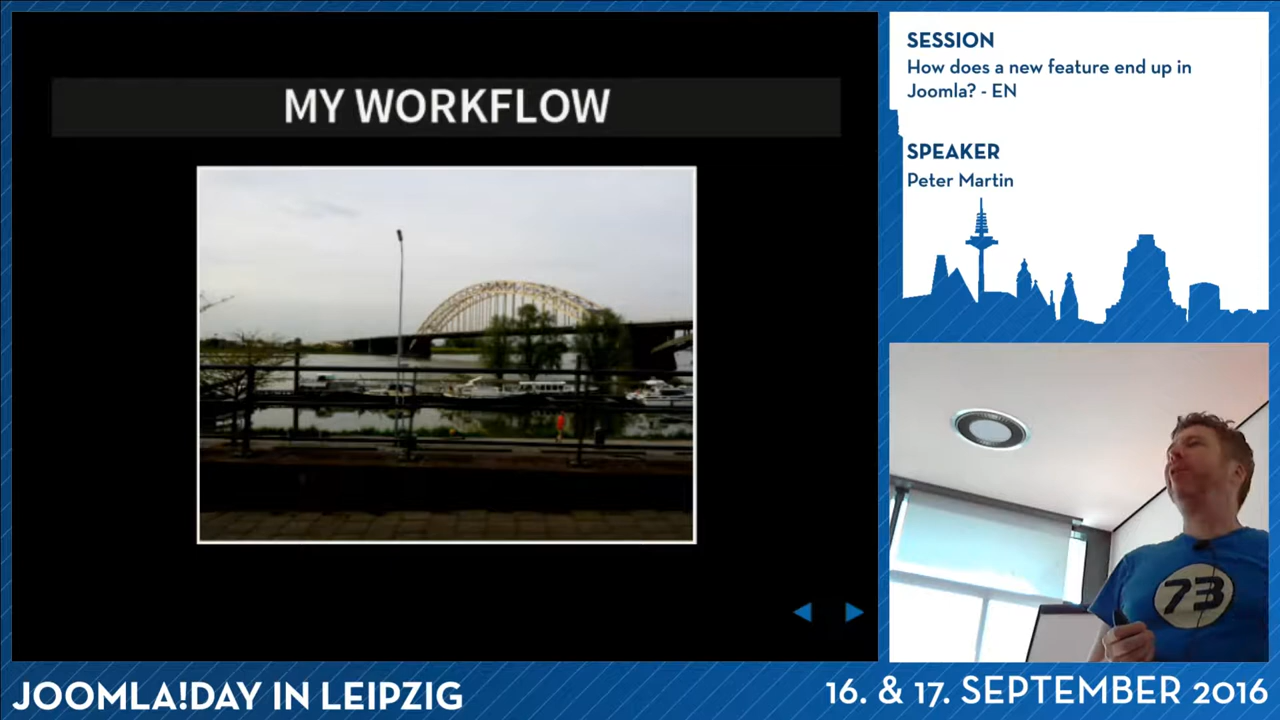 MY WORKFLOW
SESSION
How does a new feature end up in
Joomla? - EN
SPEAKER
Peter Martin
73
JOOMLA!DAY IN LEIPZIG
16. & 17. SEPTEMBER 2016